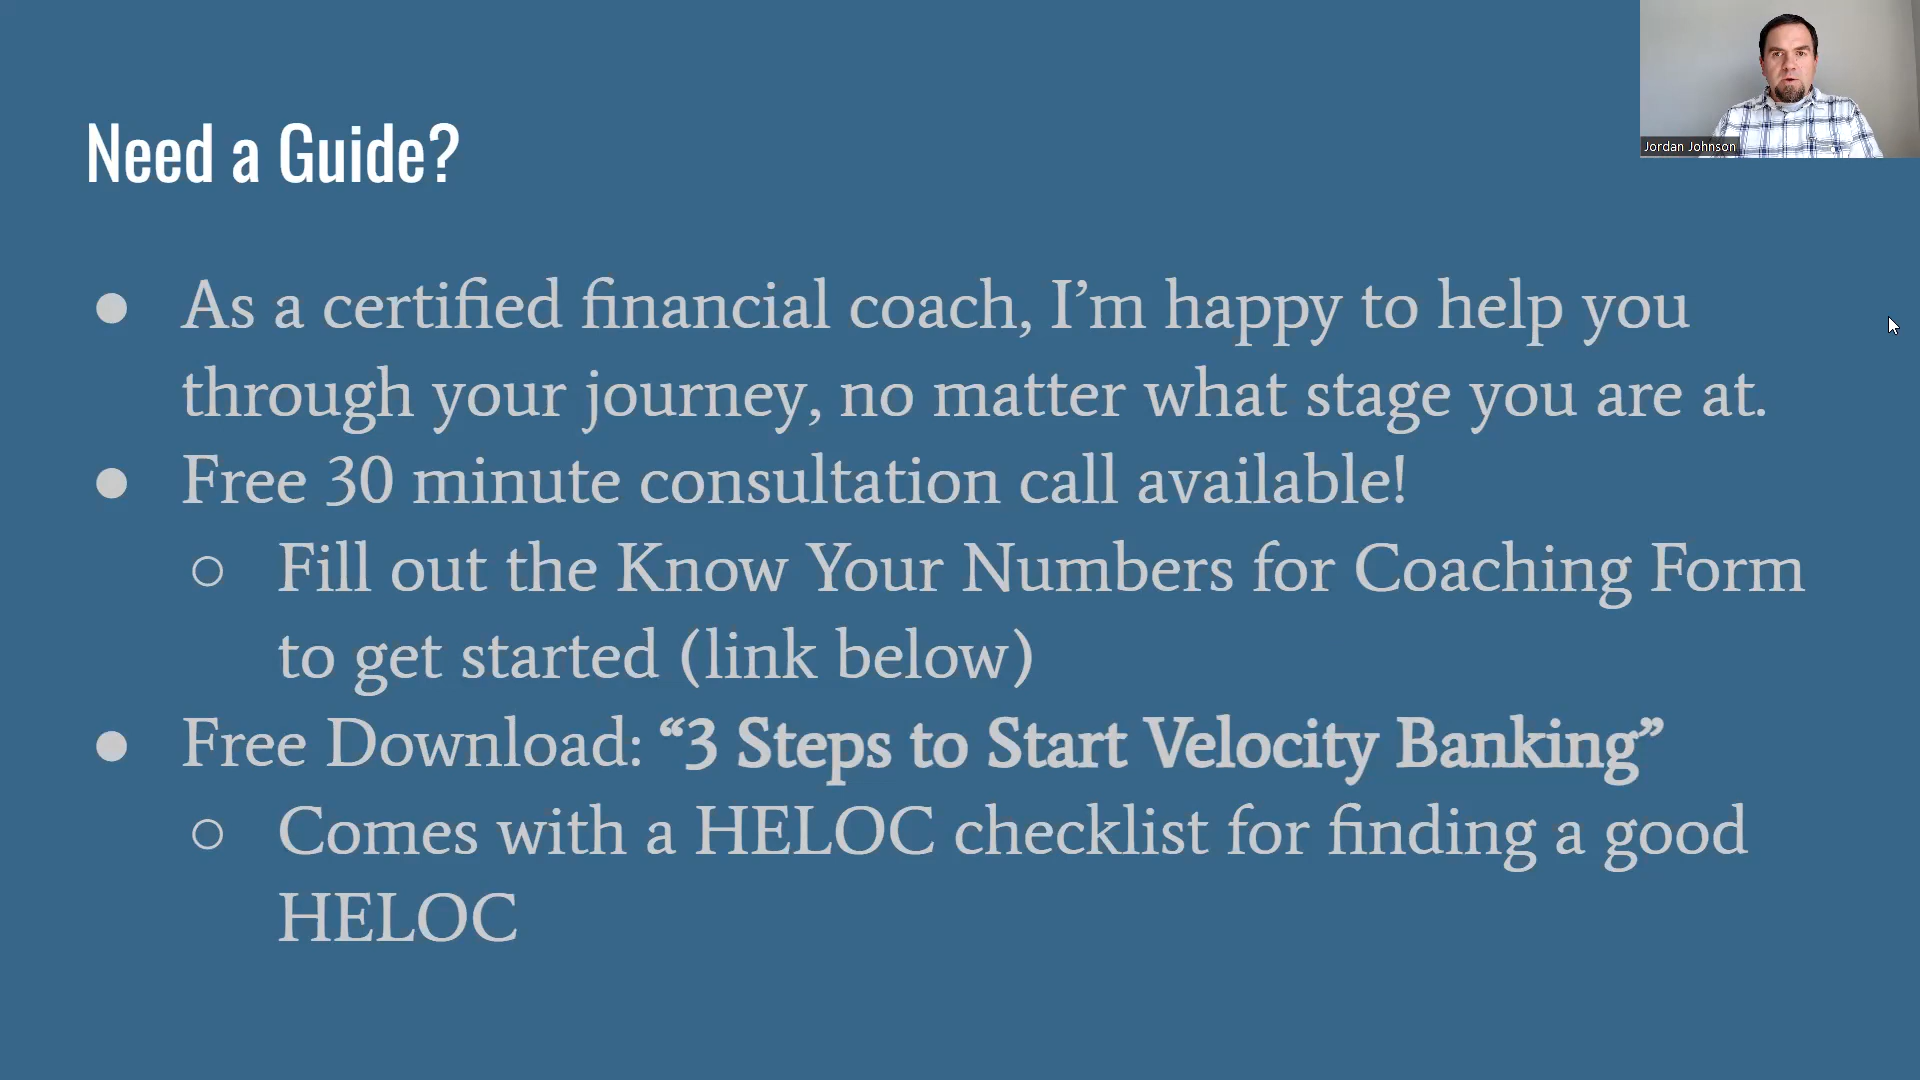 Jordan Johnson
Need a Guide?
● As a certified financial coach, I’m happy to help you
through your journey, no matter what stage you are at.
● Free 30 minute consultation call available!
○ Fill out the Know Your Numbers for Coaching Form
to get started (link below)
● Free Download: “3 Steps to Start Velocity Banking”
○ Comes with a HELOC checklist for finding a good
HELOC